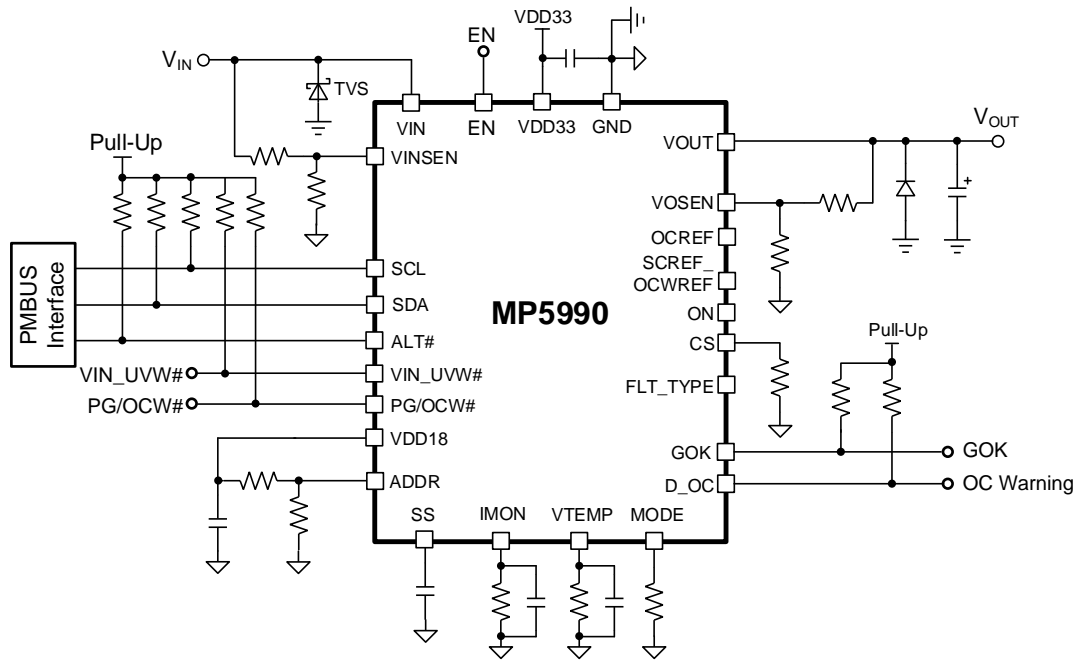 VDD33
EN
VIN
TVS
VIN
EN
VDD33
GND
VOUT
VOUT
Pull-Up
VINSEN
VOSEN
OCREF
SCREF_
OCWREF
PMBUS
Interface
SCL
SDA
MP5990
ON
ALT#
CS
Pull-Up
VIN_UVW#
VIN_UVW#
FLT_TYPE
PG/OCW#
PG/OCW#
VDD18
GOK
GOK
ADDR
D_OC
OC Warning
SS
IMON
VTEMP
MODE